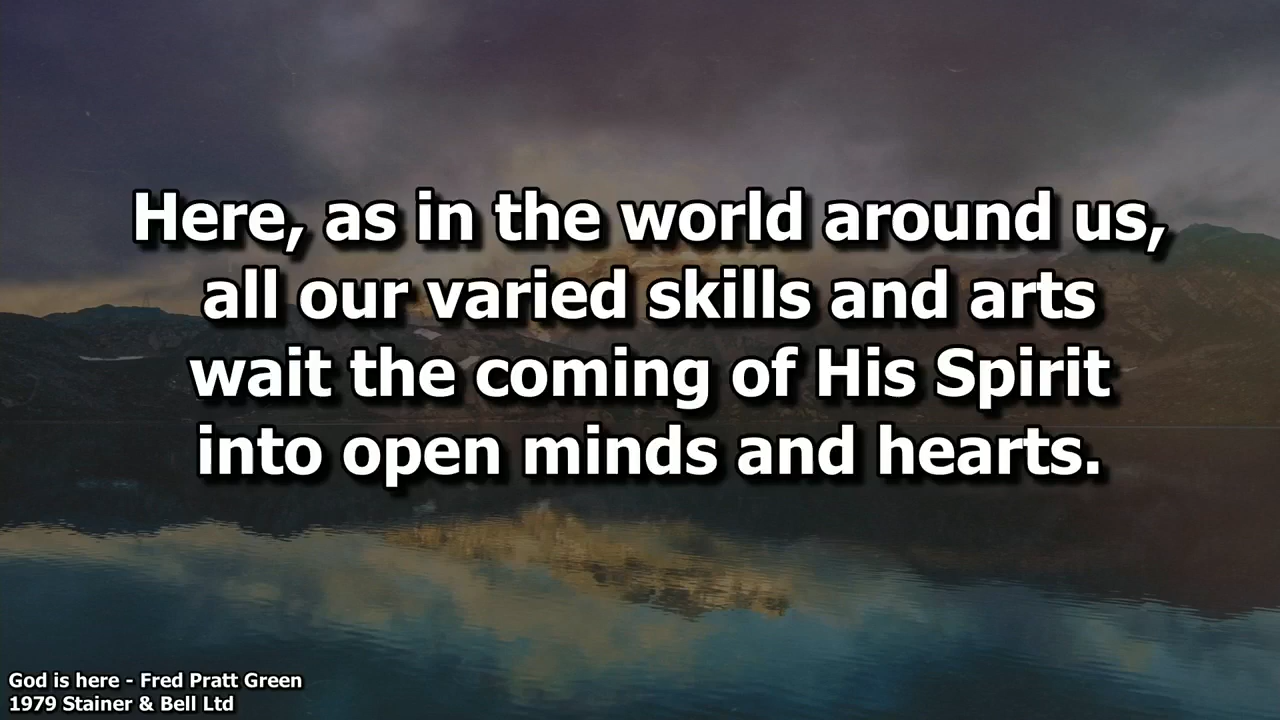 Here, as in the world around us,
all our varied skills and arts
wait the coming of His Spirit
into open minds and hearts.
God is here - Fred Pratt Green
1979 Stainer & Bell Ltd